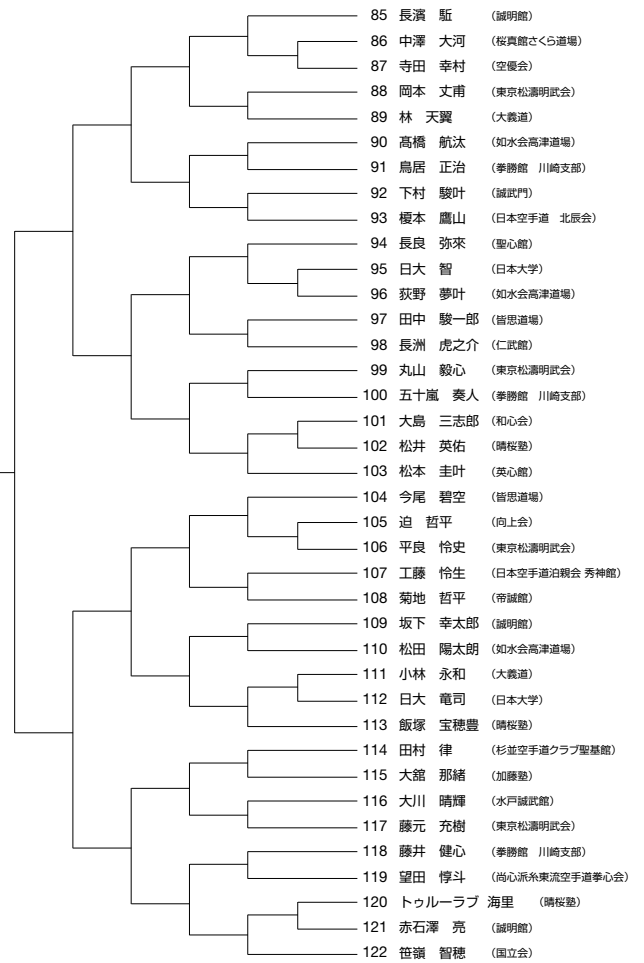 85 長濱 駈 （誠明館）
86 中澤 大河 （桜真館さくら道場）
87 寺田 幸村 （空優会）
88 岡本 丈甫 （東京松濤明武会）
89 林 天翼 （大義道）
90 髙橋 航汰 （如水会高津道場）
91 鳥居 正治 （拳勝館 川崎支部）
92 下村 駿叶 （誠武門）
93 榎本 鷹山 （日本空手道 北辰会）
94 長良 弥來 （聖心館）
95 日大 智 （日本大学）
96 荻野 夢叶 （如水会高津道場）
97 田中 駿一郎 （皆思道場）
98 長洲 虎之介 （仁武館）
99 丸山 毅心 （東京松濤明武会）
100 五十嵐 奏人 （拳勝館 川崎支部）
101 大島 三志郎 （和心会）
102 松井 英佑 （晴桜塾）
103 松本 圭叶 （英心館）
104 今尾 碧空 （皆思道場）
105 迫 哲平 （向上会）
106 平良 怜史 （東京松濤明武会）
107 工藤 怜生 （日本空手道泊親会 秀神館）
108 菊地 哲平 （帝誠館）
109 坂下 幸太郎 （誠明館）
110 松田 陽太朗 （如水会高津道場）
111 小林 永和 （大義道）
112 日大 竜司 （日本大学）
113 飯塚 宝穂豊 （晴桜塾）
114 田村 律 （杉並空手道クラブ聖基館）
115 大舘 那緒 （加藤塾）
116 大川 晴輝 （水戸誠武館）
117 藤元 充樹 （東京松濤明武会）
118 藤井 健心 （拳勝館 川崎支部）
119 望田 惇斗 （尚心派糸東流空手道拳心会）
120 トゥルーラブ 海里 （晴桜塾）
121 赤石澤 亮 （誠明館）
122 笹嶺 智穂 （国立会）